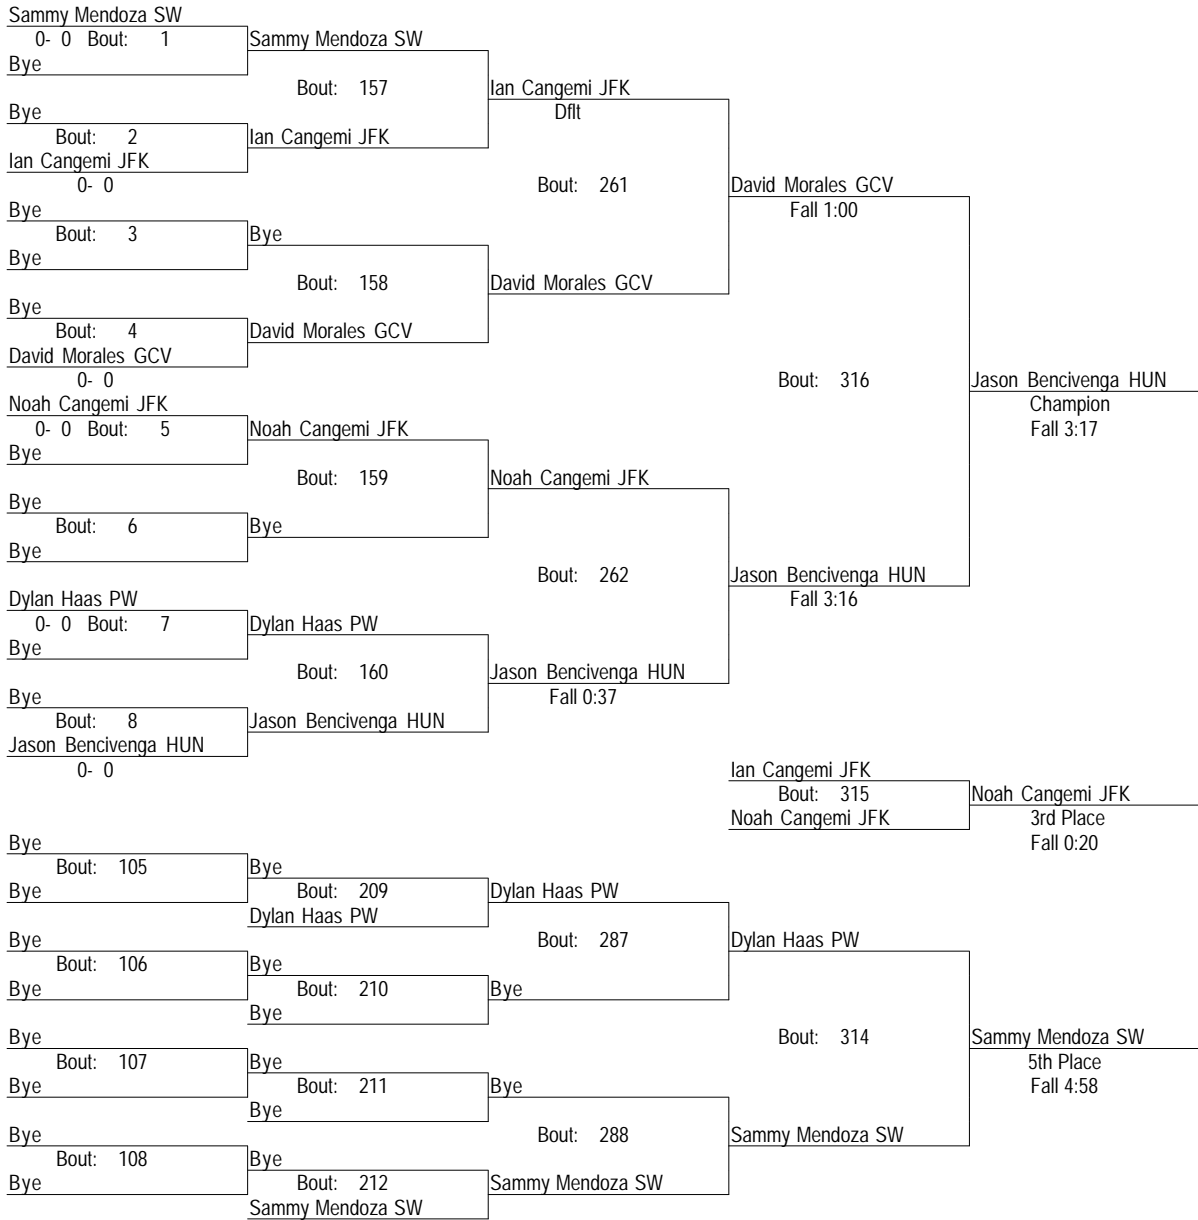 Sammy Mendoza SW
0- 0 Bout: 1
Sammy Mendoza SW
Bye
Bout: 157
Ian Cangemi JFK
Dflt
Bye
Bout: 2
Ian Cangemi JFK
Ian Cangemi JFK
0- 0
Bout: 261
David Morales GCV
Fall 1:00
Bye
Bout: 3
Bye
Bye
Bout: 158
David Morales GCV
Bye
Bout: 4
David Morales GCV
David Morales GCV
0- 0
Bout: 316
Jason Bencivenga HUN
Champion
Fall 3:17
Noah Cangemi JFK
0- 0 Bout: 5
Noah Cangemi JFK
Bye
Bout: 159
Noah Cangemi JFK
Bye
Bout: 6
Bye
Bye
Bout: 262
Jason Bencivenga HUN
Fall 3:16
Dylan Haas PW
0- 0 Bout: 7
Dylan Haas PW
Bye
Bout: 160
Jason Bencivenga HUN
Fall 0:37
Bye
Bout: 8
Jason Bencivenga HUN
Jason Bencivenga HUN
0- 0
Ian Cangemi JFK
Bout: 315
Noah Cangemi JFK
Noah Cangemi JFK
3rd Place
Fall 0:20
Bye
Bout: 105
Bye
Bye
Bout: 209
Dylan Haas PW
Dylan Haas PW
Bye
Bout: 287
Dylan Haas PW
Bout: 106
Bye
Bye
Bout: 210
Bye
Bye
Bye
Bout: 314
Sammy Mendoza SW
5th Place
Fall 4:58
Bout: 107
Bye
Bye
Bout: 211
Bye
Bye
Bye
Bout: 288
Sammy Mendoza SW
Bout: 108
Bye
Bye
Bout: 212
Sammy Mendoza SW
Sammy Mendoza SW